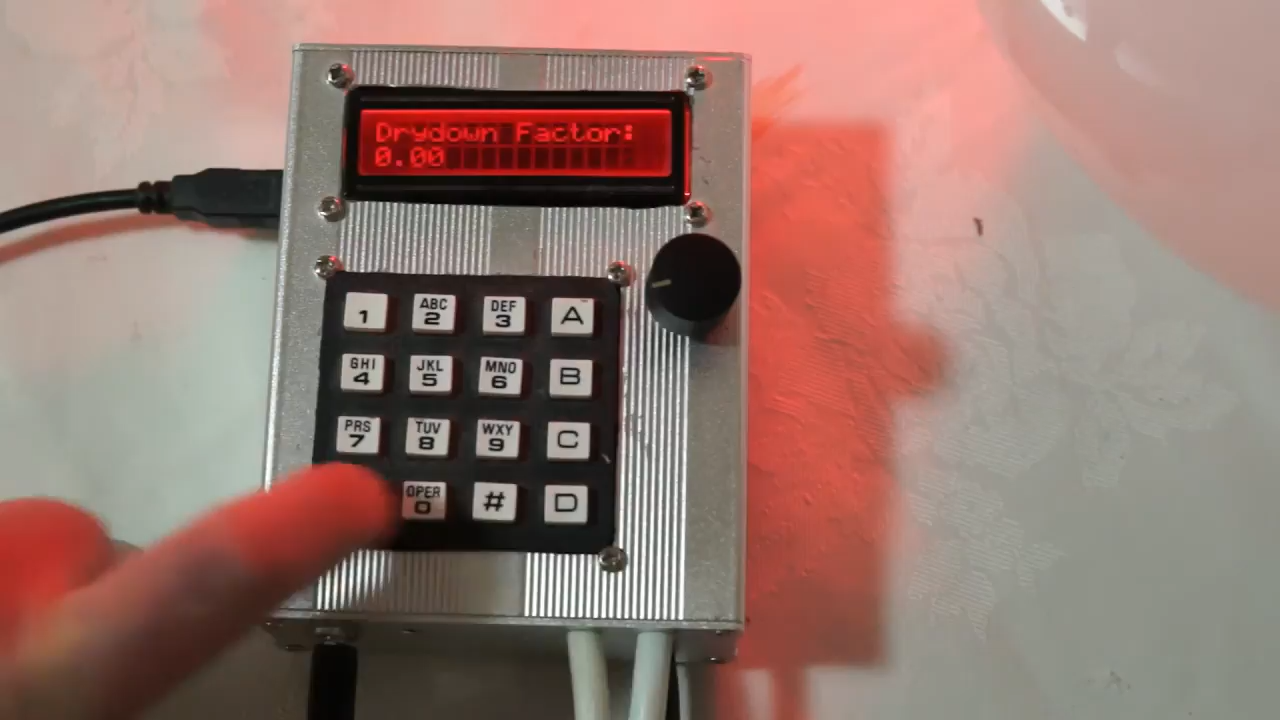 Drydown Factor:
0.00
1 ABC 2 DEF 3 A
GHI 4 JKL 5 MNO 6 B
PRS 7 TUV 8 WXY 9 C
OPER 0 # D